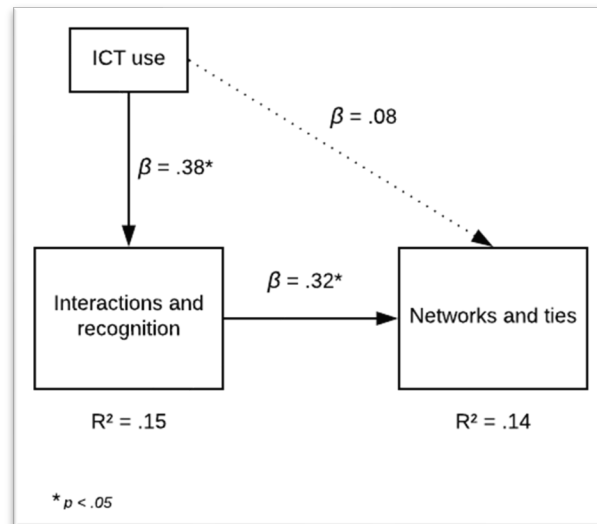 ICT use
β = .08
β = .38*
β = .32*
Interactions and
recognition
Networks and ties
R² = .15
R² = .14
* p < .05